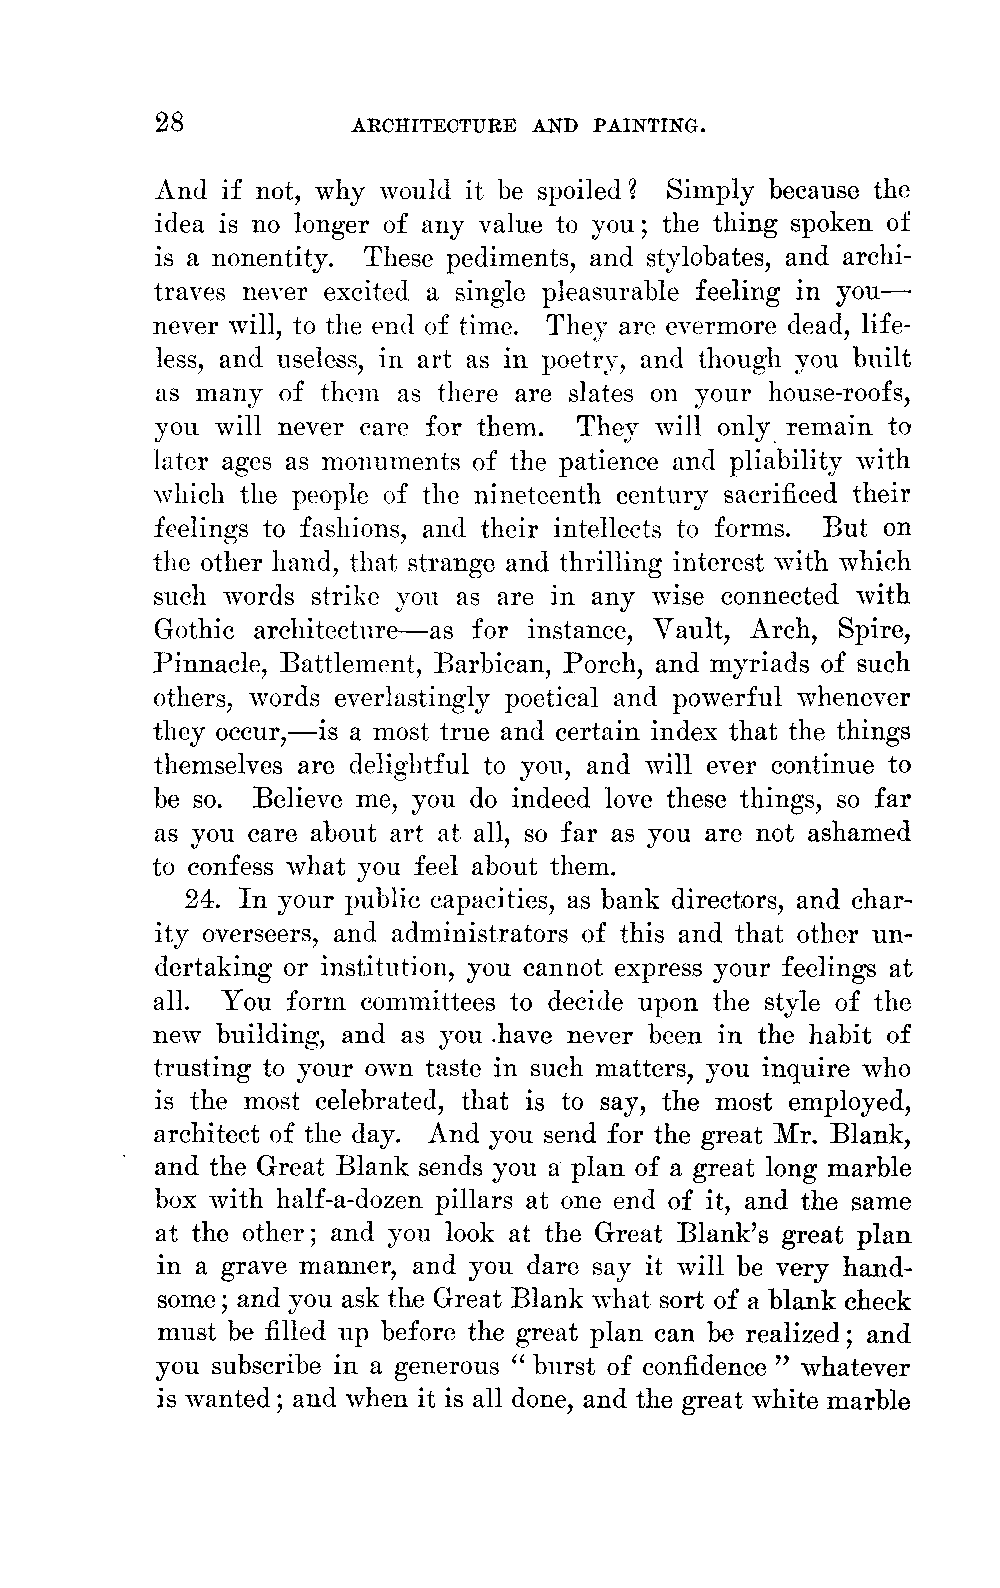 28 ARCHITECTURE AND PAINTING.
And if not, why would it be spoiled? Simply because the
idea is no longer of any value to you; the thing spoken of
is a nonentity. These pediments, and stylobates, and archi-
traves never excited a single pleasurable feeling in you—
never will, to the end of time. They are evermore dead, life-
less, and useless, in art as in poetry, and though you built
as many of them as there are slates on your house-roofs,
you will never care for them. They will only remain to
later ages as monuments of the patience and pliability with
which the people of the nineteenth century sacrificed their
feelings to fashions, and their intellects to forms. But on
the other hand, that strange and thrilling interest with which
such words strike you as are in any wise connected with
Gothic architecture—as for instance, Vault, Arch, Spire,
Pinnacle, Battlement, Barbican, Porch, and myriads of such
others, words everlastingly poetical and powerful whenever
they occur,—is a most true and certain index that the things
themselves are delightful to you, and will ever continue to
be so. Believe me, you do indeed love these things, so far
as you care about art at all, so far as you are not ashamed
to confess what you feel about them.
24. In your public capacities, as bank directors, and char-
ity overseers, and administrators of this and that other un-
dertaking or institution, you cannot express your feelings at
all. You form committees to decide upon the style of the
new building, and as you .have never been in the habit of
trusting to your own taste in such matters, you inquire who
is the most celebrated, that is to say, the most employed,
architect of the day. And you send for the great Mr. Blank,
and the Great Blank sends you a plan of a great long marble
box with half-a-dozen pillars at one end of it, and the same
at the other; and you look at the Great Blank's great plan
in a grave manner, and you dare say it will be very hand-
some; and you ask the Great Blank what sort of a blank check
must be filled up before the great plan can be realized; and
you subscribe in a generous “burst of confidence” whatever
is wanted; and when it is all done, and the great white marble